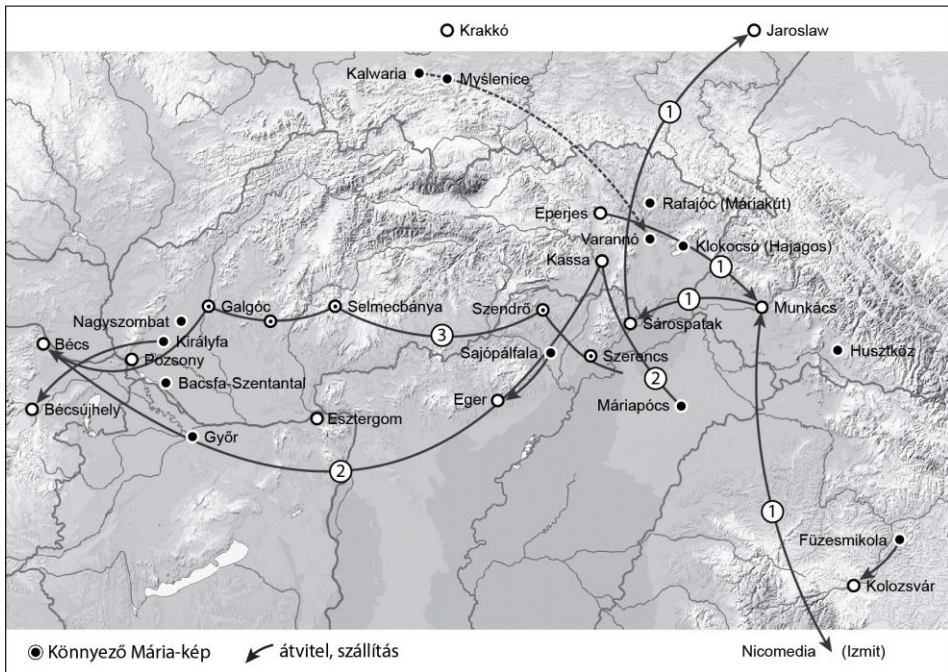 Krakkó
Jaroslaw
Kalwaria
Myślenice
1
Rafajóc (Máriakút)
Eperjes
Varannó
Klokocsó (Hajagos)
Kassa
1
1
Munkács
Galgóc
Selmecbánya
Szendrő
Sárospatak
Nagyszombat
Királyfa
3
Bécs
Pozsony
Sajópálfala
Szerencs
Husztköz
Bacsfa-Szentantal
2
Bécsújhely
Eger
Máriapócs
Esztergom
Győr
2
1
Füzesmikola
Kolozsvár
Könnyező Mária-kép
átvitel, szállítás
Nicomedia (Izmit)